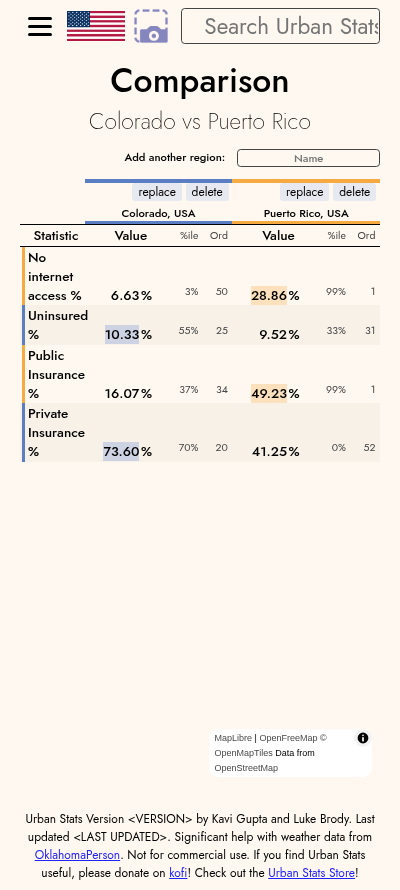 Search Urban Stats
Comparison
Colorado vs Puerto Rico
Add another region: Name
replace delete replace delete
Colorado, USA Puerto Rico, USA
Statistic Value %ile Ord Value %ile Ord
No
internet
access % 6.63% 3% 50 28.86% 99% 1
Uninsured
% 10.33% 55% 25 9.52% 33% 31
Public
Insurance
% 16.07% 37% 34 49.23% 99% 1
Private
Insurance
% 73.60% 70% 20 41.25% 0% 52
MapLibre | OpenFreeMap ©
OpenMapTiles Data from
OpenStreetMap
Urban Stats Version <VERSION> by Kavi Gupta and Luke Brody. Last
updated <LAST UPDATED>. Significant help with weather data from
OklahomaPerson. Not for commercial use. If you find Urban Stats
useful, please donate on kofi! Check out the Urban Stats Store!